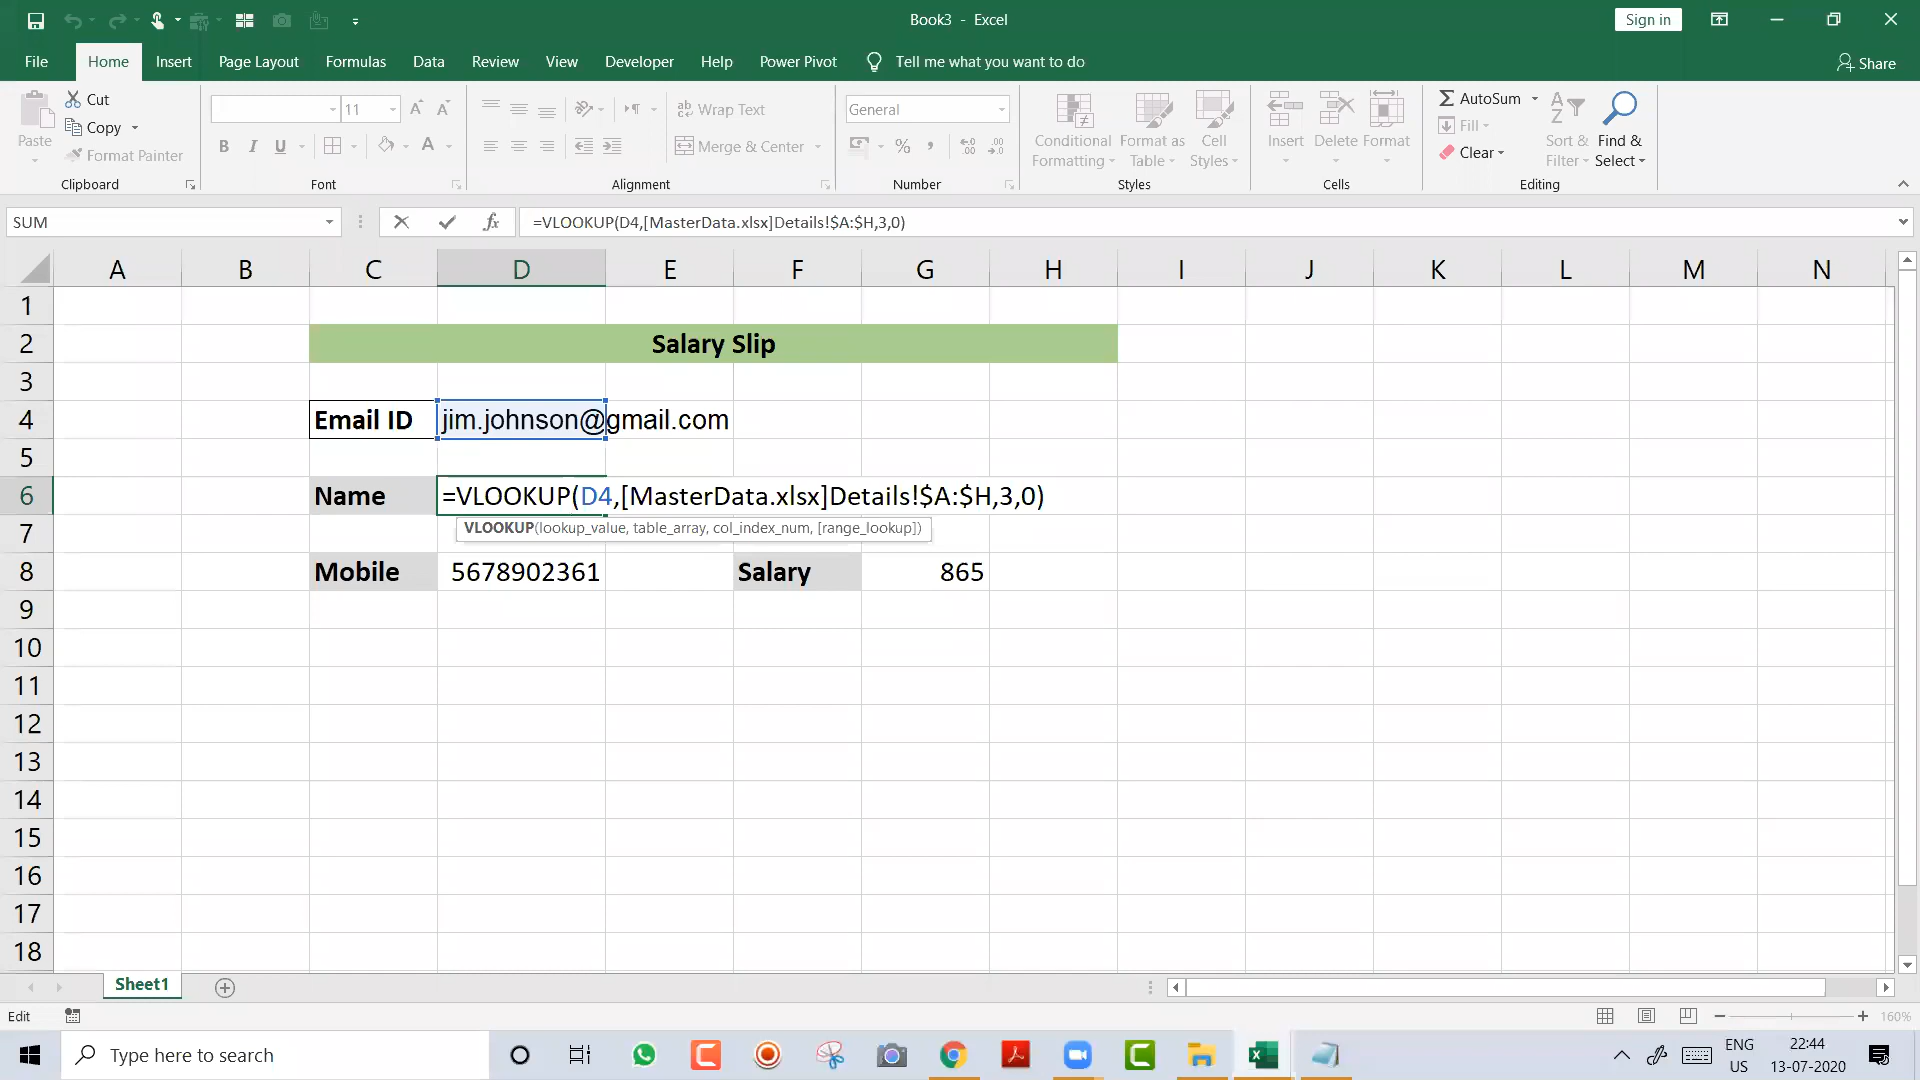 Book3 - Excel
Sign in
File Home Insert Page Layout Formulas Data Review View Developer Help Power Pivot Tell me what you want to do Share
Paste
Cut
Copy
Format Painter
Clipboard
11
B I U A
Font
Wrap Text
Merge & Center
Alignment
General
%
Number
Conditional Formatting
Format as Table
Cell Styles
Styles
Insert Delete Format
Cells
AutoSum
Fill
Clear
Sort & Filter
Find & Select
Editing
SUM
fx
=VLOOKUP(D4,[MasterData.xlsx]Details!$A:$H,3,0)
A B C D E F G H I J K L M N
1
2 Salary Slip
3
4 Email ID jim.johnson@gmail.com
5
6 Name =VLOOKUP(D4,[MasterData.xlsx]Details!$A:$H,3,0)
7 VLOOKUP(lookup_value, table_array, col_index_num, [range_lookup])
8 Mobile 5678902361 Salary 865
9
10
11
12
13
14
15
16
17
18
Sheet1
Edit
160%
Type here to search
ENG
US
22:44
13-07-2020